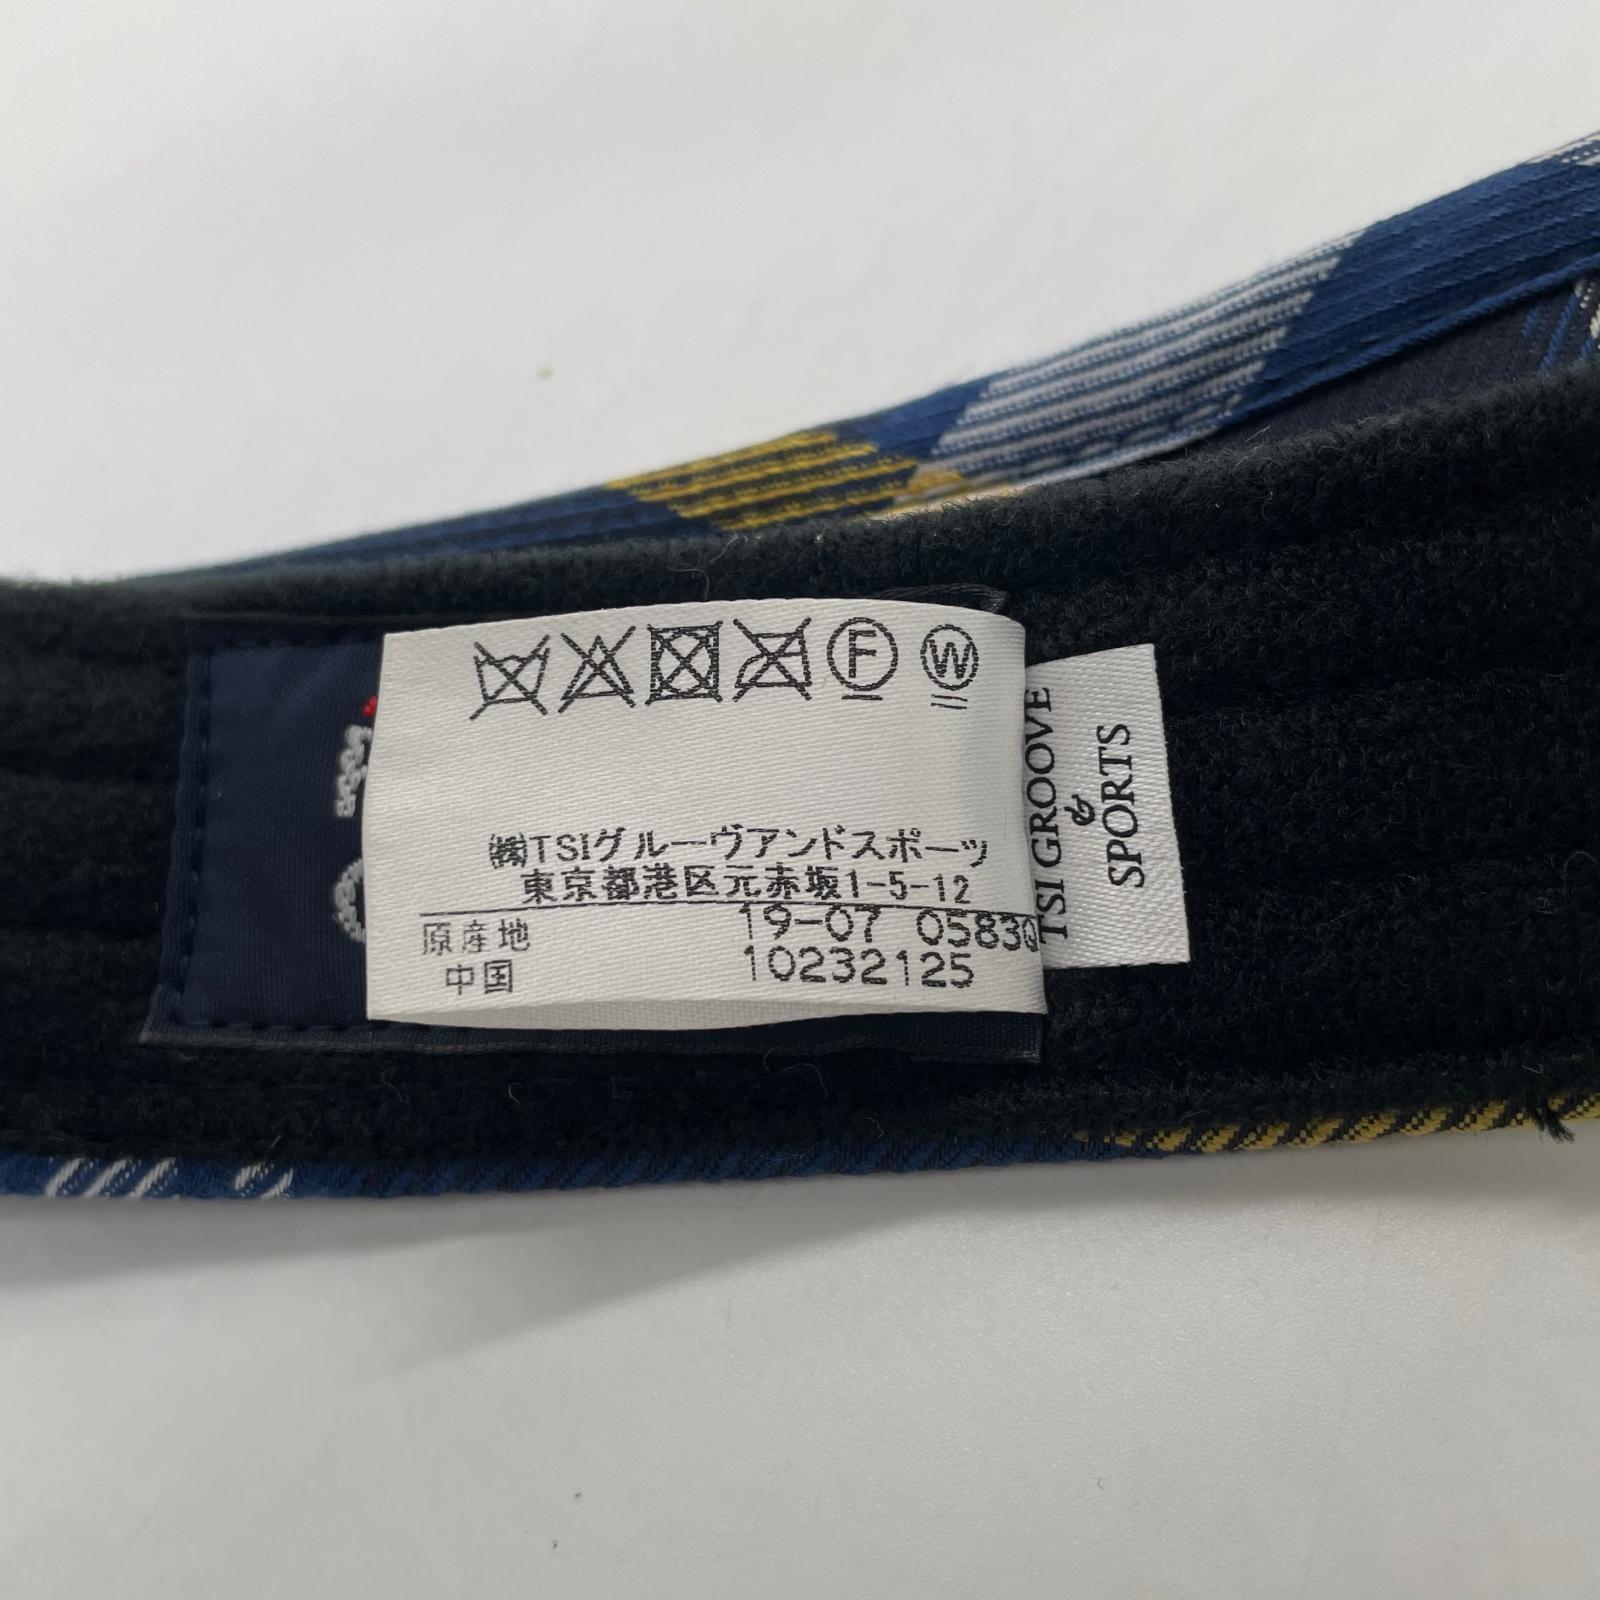 F W
㈱TSIグルーヴアンドスポーツ
東京都港区元赤坂1-5-12
原産地 19-07 0583Q
中国 10232125
TSI GROOVE
&
SPORTS